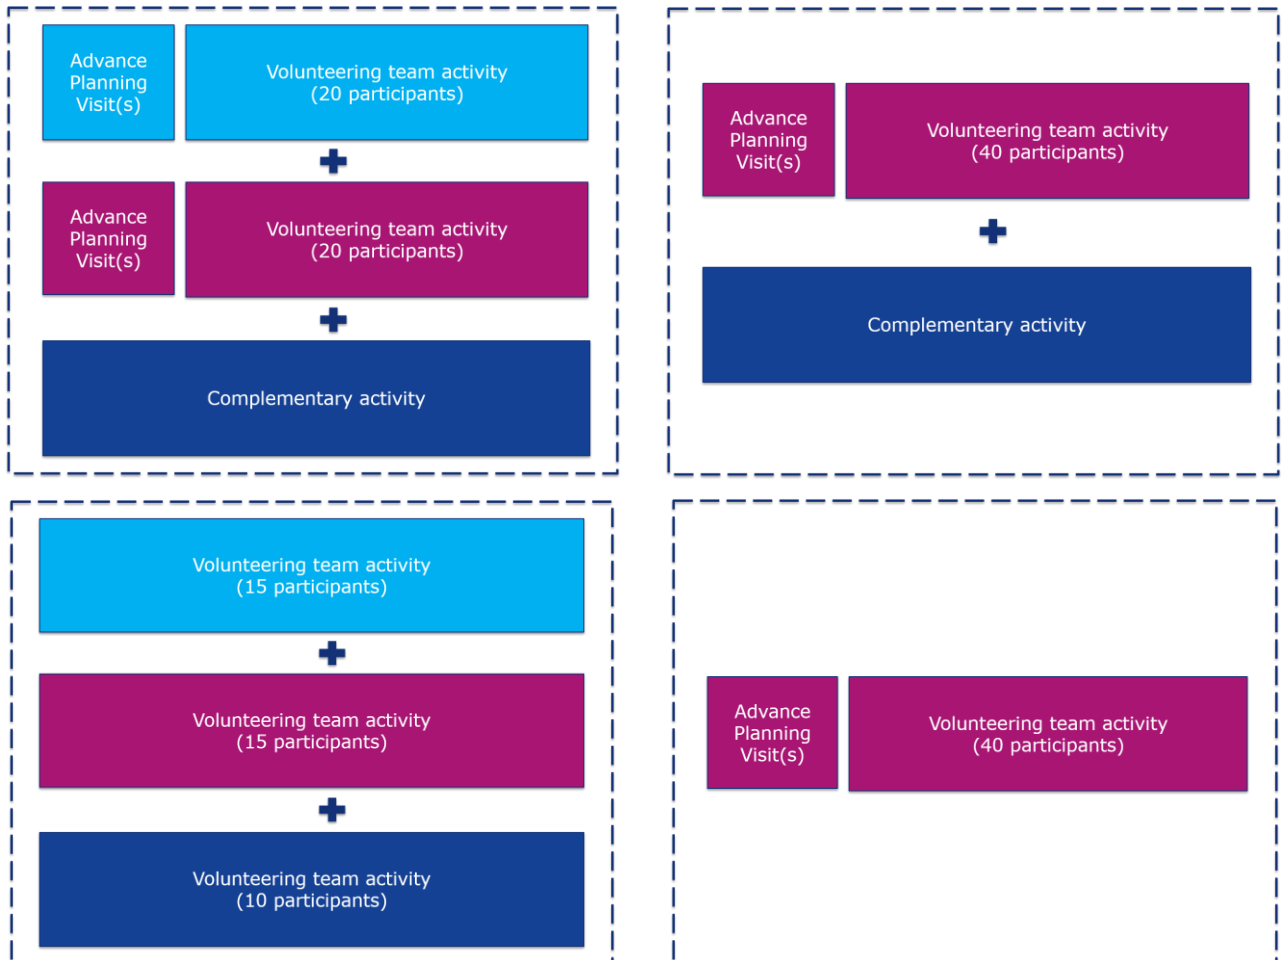 Advance
Planning
Visit(s)
Volunteering team activity
(20 participants)
Advance
Planning
Visit(s)
Volunteering team activity
(20 participants)
Complementary activity
Advance
Planning
Visit(s)
Volunteering team activity
(40 participants)
Complementary activity
Volunteering team activity
(15 participants)
Volunteering team activity
(15 participants)
Volunteering team activity
(10 participants)
Advance
Planning
Visit(s)
Volunteering team activity
(40 participants)